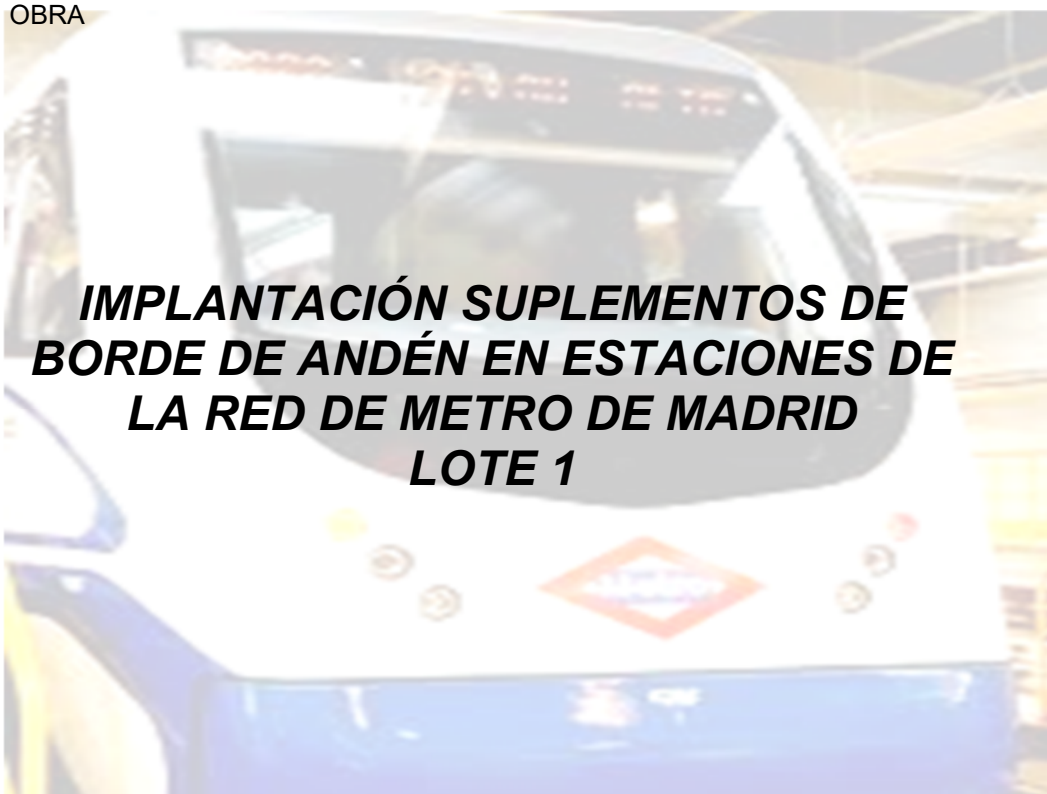 OBRA
IMPLANTACIÓN SUPLEMENTOS DE
BORDE DE ANDÉN EN ESTACIONES DE
LA RED DE METRO DE MADRID
LOTE 1